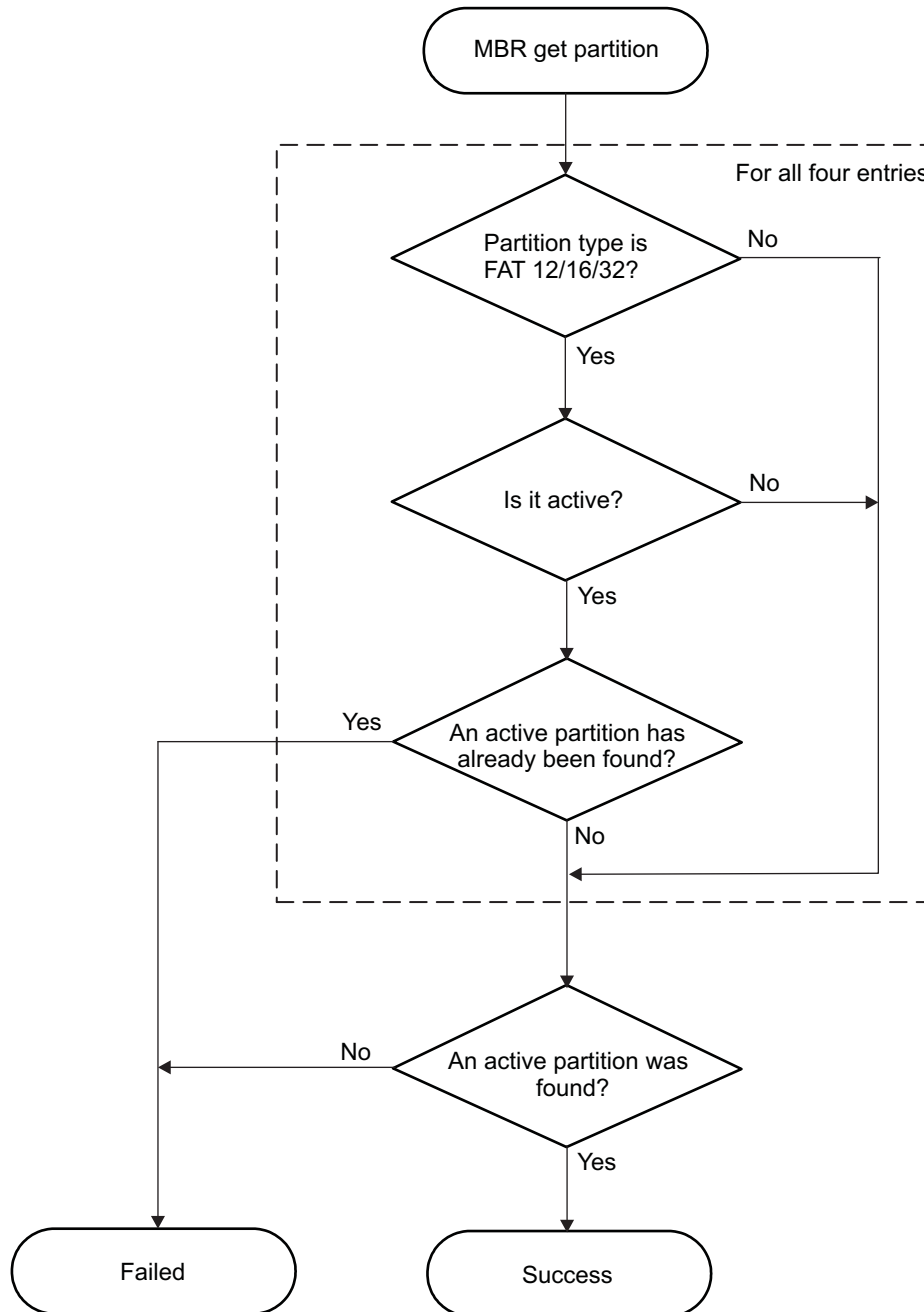 MBR get partition
For all four entries
Partition type is
FAT 12/16/32?
No
Yes
Is it active?
No
Yes
Yes
An active partition has
already been found?
No
No
An active partition was
found?
Yes
Failed
Success